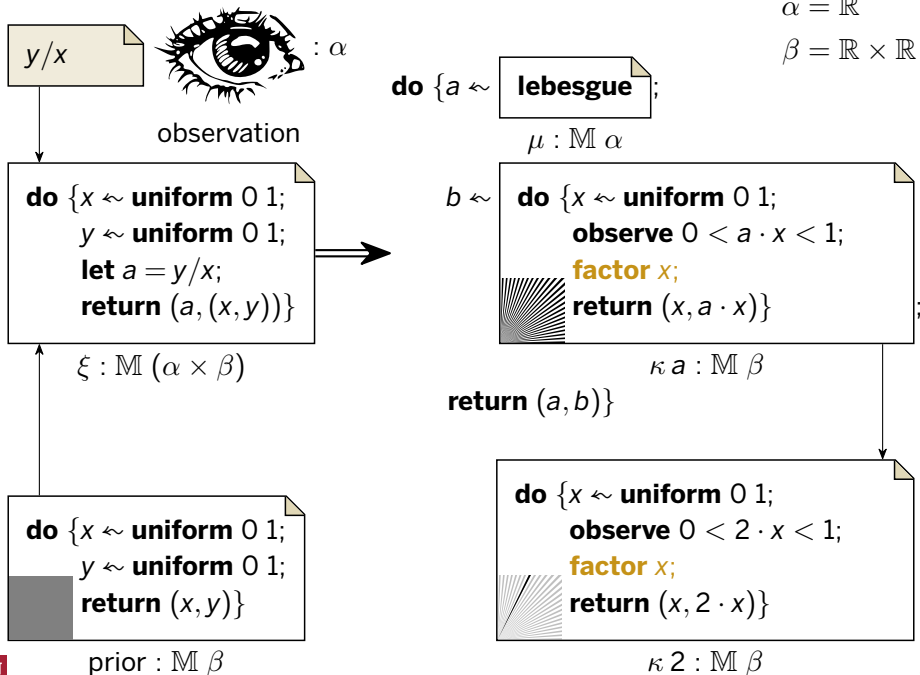 y/x
: α
observation
do {x ⇜ uniform 0 1;
y ⇜ uniform 0 1;
let a = y/x;
return (a, (x, y))}
ξ : 𝕄 (α × β)
do {x ⇜ uniform 0 1;
y ⇜ uniform 0 1;
return (x, y)}
prior : 𝕄 β
α = ℝ
β = ℝ × ℝ
do {a ⇜ lebesgue ;
μ : 𝕄 α
b ⇜ do {x ⇜ uniform 0 1;
observe 0 < a · x < 1;
factor x;
return (x, a · x)} ;
κ a : 𝕄 β
return (a, b)}
do {x ⇜ uniform 0 1;
observe 0 < 2 · x < 1;
factor x;
return (x, 2 · x)}
κ 2 : 𝕄 β